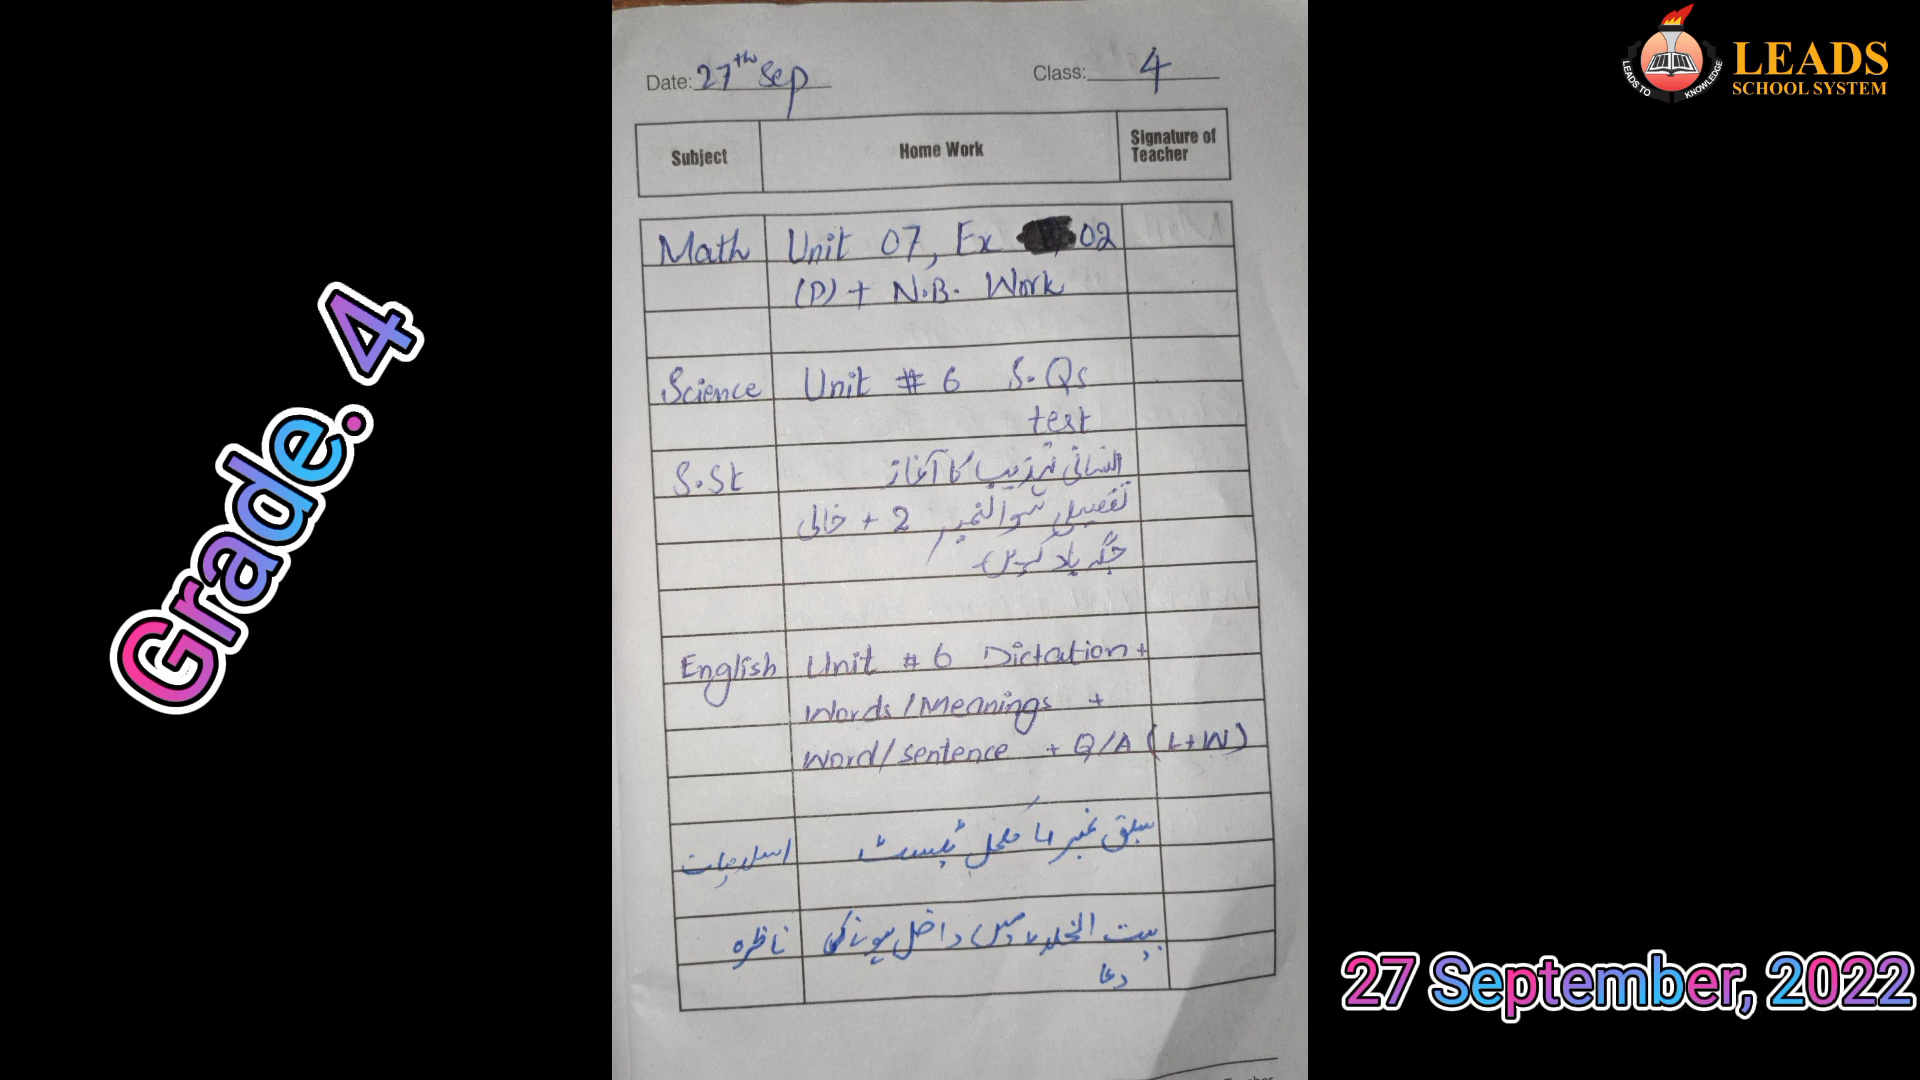 Grade. 4
LEADS TO KNOWLEDGE
LEADS
SCHOOL SYSTEM
Date: 27th Sep Class: 4
Subject Home Work Signature of Teacher
Math Unit 07, Ex 02
(P) + N.B. Work
Science Unit # 6 S.Qs
test
S.St انسانی تہذیب کا آغاز
تفصیلی سوال نمبر 2 + خالی
جگہ یاد کریں
English Unit # 6 Dictation +
Words/Meanings +
Word/sentence + Q/A (L+W)
اسلامیات سبق نمبر 4 مکمل ٹیسٹ
ناظرہ بیت الخلاء میں داخل ہونے کی
دعا
27 September, 2022